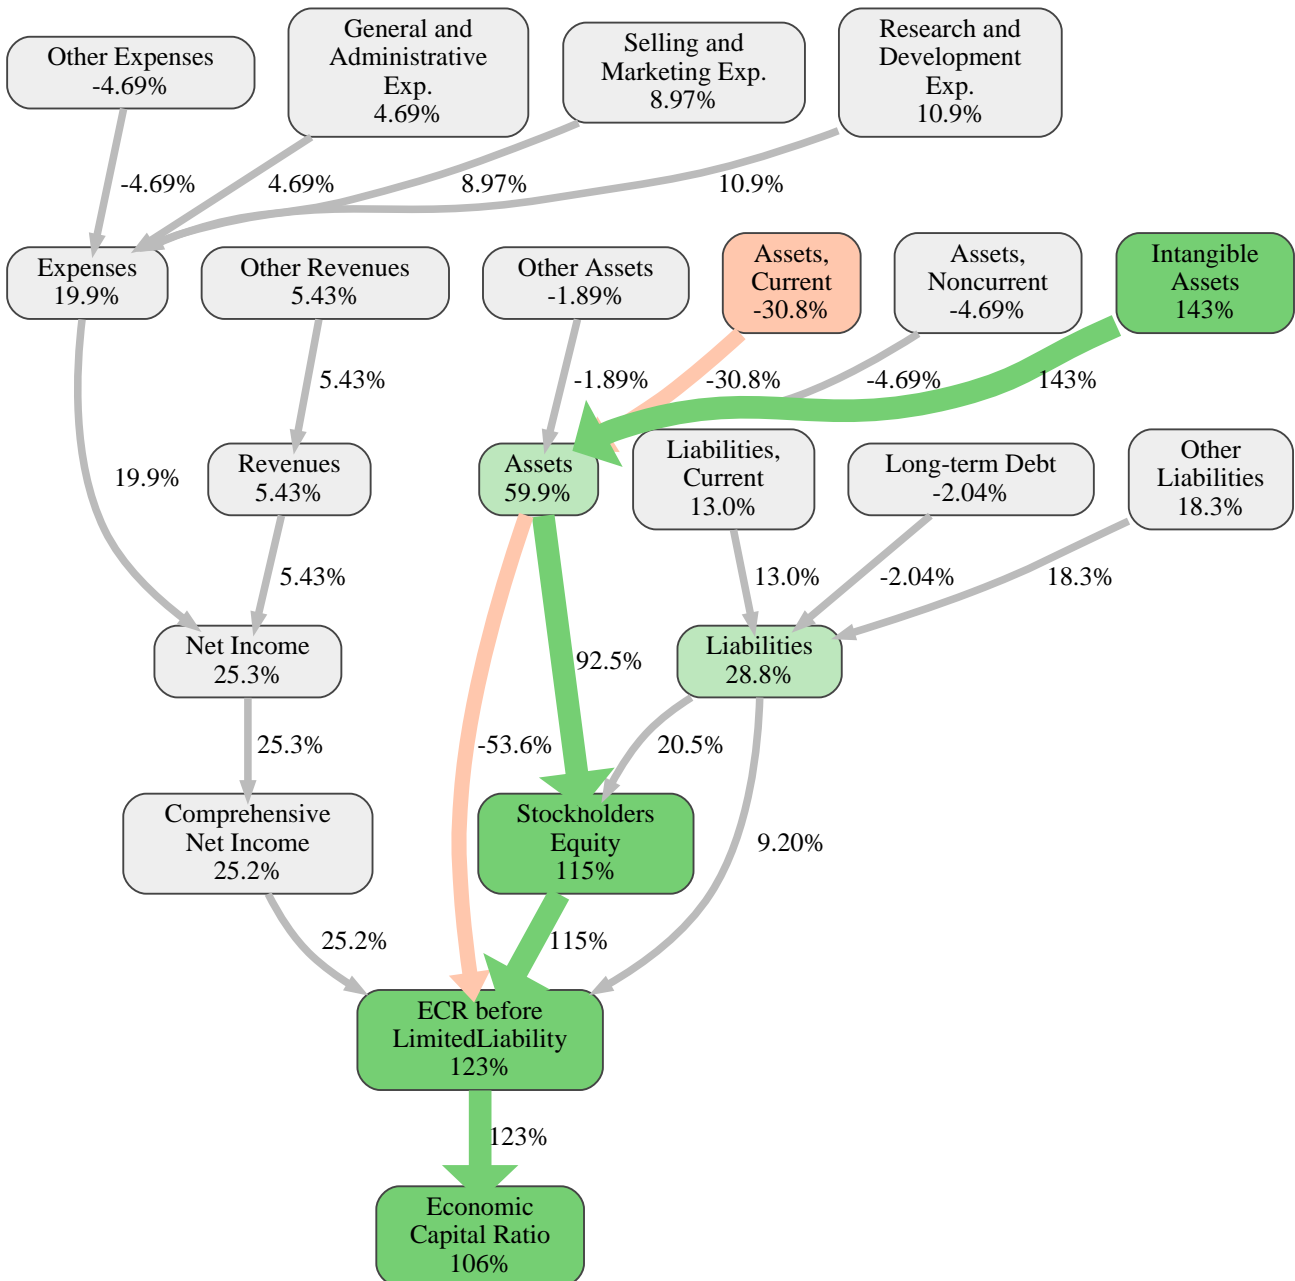 Other Expenses
-4.69%
General and
Administrative
Exp.
4.69%
Selling and
Marketing Exp.
8.97%
Research and
Development
Exp.
10.9%
-4.69%
4.69%
8.97%
10.9%
Expenses
19.9%
Other Revenues
5.43%
Other Assets
-1.89%
Assets,
Current
-30.8%
Assets,
Noncurrent
-4.69%
Intangible
Assets
143%
5.43%
-1.89%
-30.8%
-4.69%
143%
19.9%
Revenues
5.43%
Assets
59.9%
Liabilities,
Current
13.0%
Long-term Debt
-2.04%
Other
Liabilities
18.3%
5.43%
13.0%
-2.04%
18.3%
Net Income
25.3%
92.5%
Liabilities
28.8%
25.3%
-53.6%
20.5%
Comprehensive
Net Income
25.2%
Stockholders
Equity
115%
9.20%
25.2%
115%
ECR before
LimitedLiability
123%
123%
Economic
Capital Ratio
106%